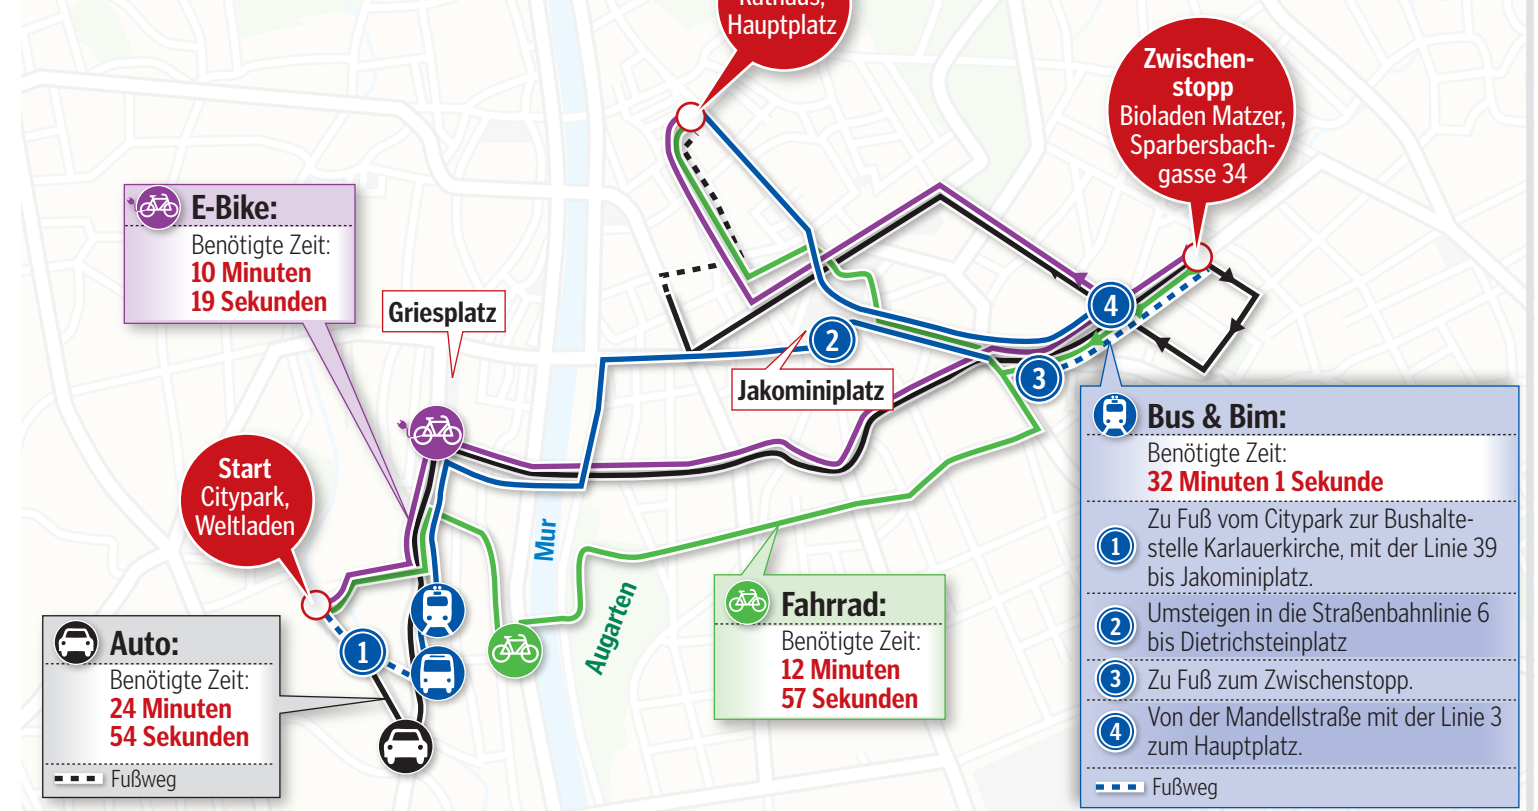 Rathaus,
Hauptplatz
Zwischen-
stopp
Bioladen Matzer,
Sparbersbach-
gasse 34
E-Bike:
Benötigte Zeit:
10 Minuten
19 Sekunden
Griesplatz
2
4
3
Jakominiplatz
Start
Citypark,
Weltladen
Mur
Augarten
1
Auto:
Benötigte Zeit:
24 Minuten
54 Sekunden
Fußweg
Fahrrad:
Benötigte Zeit:
12 Minuten
57 Sekunden
Bus & Bim:
Benötigte Zeit:
32 Minuten 1 Sekunde
1 Zu Fuß vom Citypark zur Bushalte-
stelle Karlauerkirche, mit der Linie 39
bis Jakominiplatz.
2 Umsteigen in die Straßenbahnlinie 6
bis Dietrichsteinplatz
3 Zu Fuß zum Zwischenstopp.
4 Von der Mandellstraße mit der Linie 3
zum Hauptplatz.
Fußweg